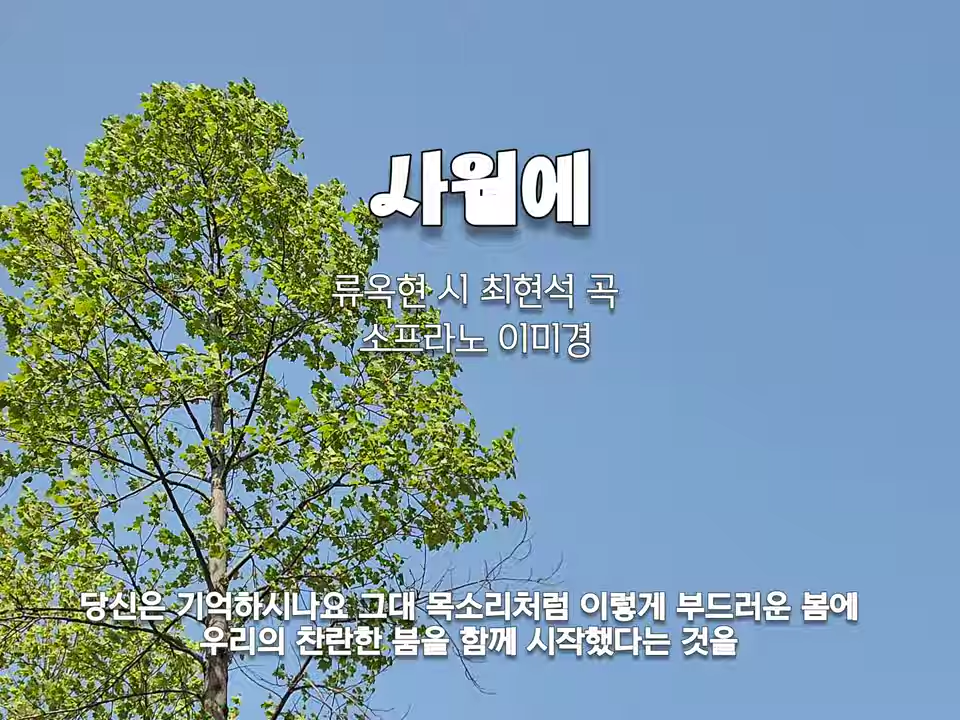 사월에
류옥현 시 최현석 곡
소프라노 이미경
당신은 기억하시나요 그대 목소리처럼 이렇게 부드러운 봄에
우리의 찬란한 붐을 함께 시작했다는 것을